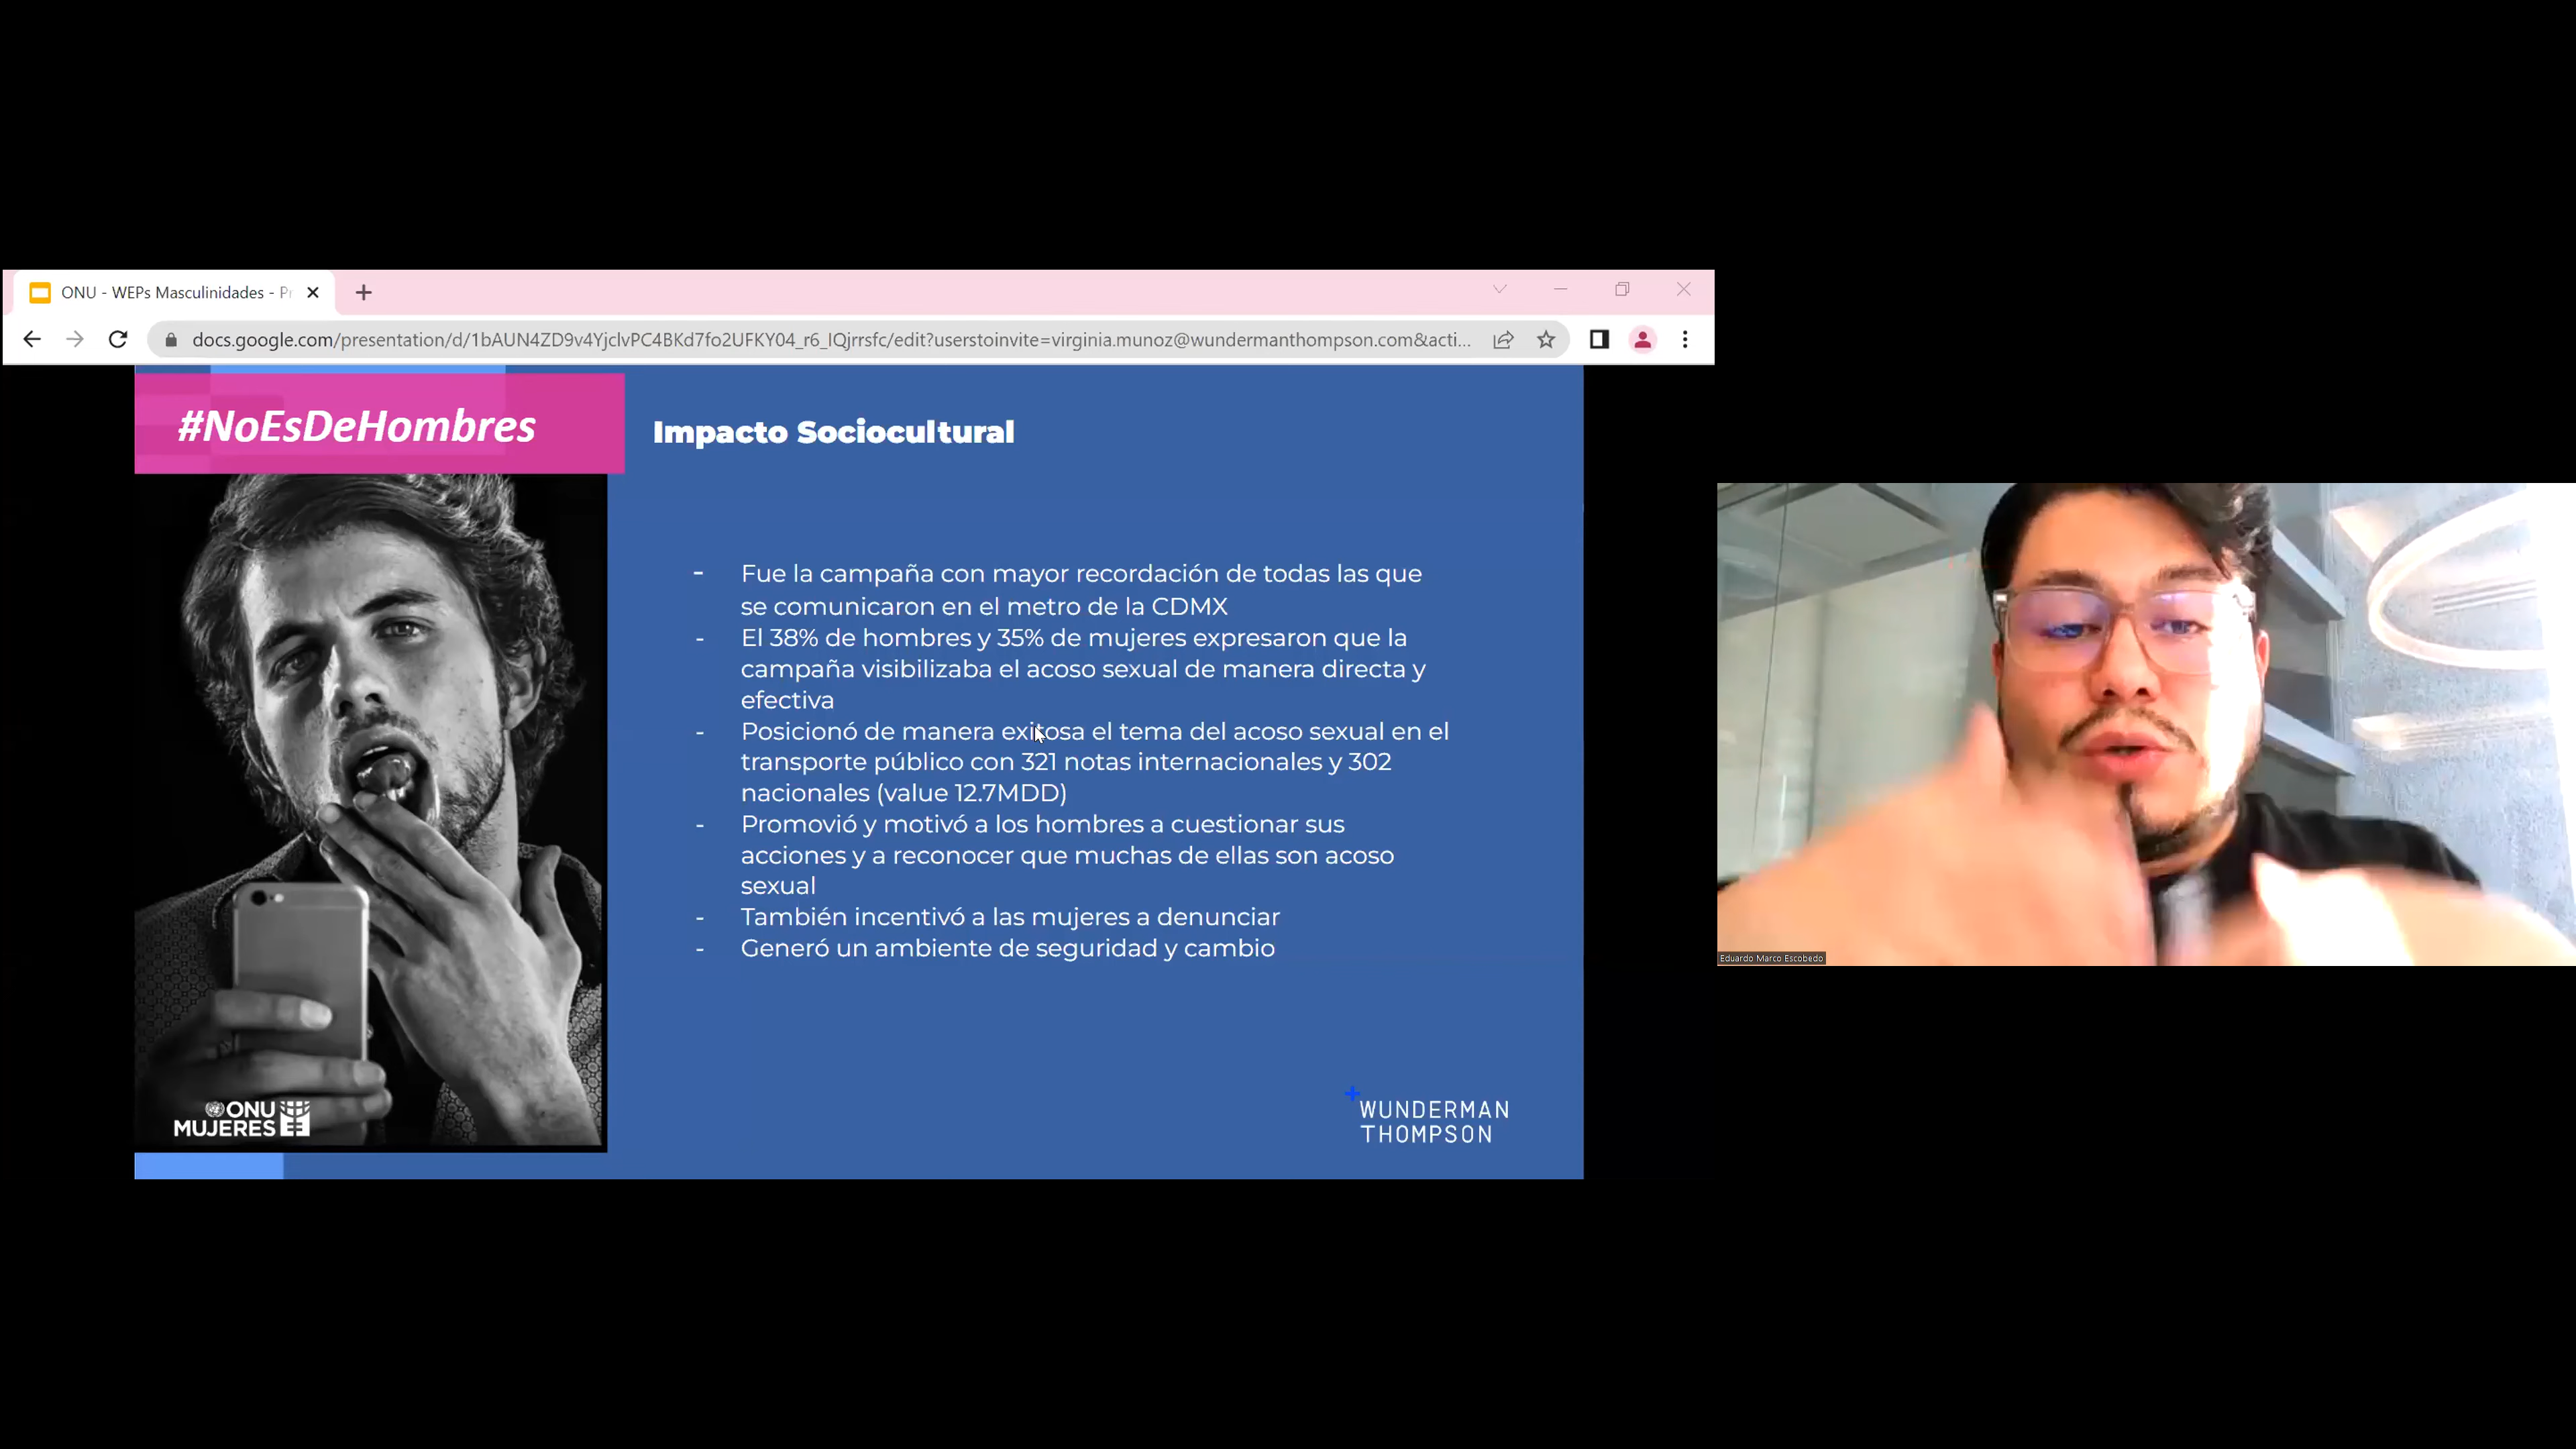 ONU - WEPs Masculinidades - Pr
docs.google.com/presentation/d/1bAUN4ZD9v4YjclvPC4BKd7fo2UFKY04_r6_IQjrrsfc/edit?userstoinvite=virginia.munoz@wundermanthompson.com&acti...
#NoEsDeHombres
Impacto Sociocultural
- Fue la campaña con mayor recordación de todas las que
se comunicaron en el metro de la CDMX
- El 38% de hombres y 35% de mujeres expresaron que la
campaña visibilizaba el acoso sexual de manera directa y
efectiva
- Posicionó de manera exitosa el tema del acoso sexual en el
transporte público con 321 notas internacionales y 302
nacionales (value 12.7MDD)
- Promovió y motivó a los hombres a cuestionar sus
acciones y a reconocer que muchas de ellas son acoso
sexual
- También incentivó a las mujeres a denunciar
- Generó un ambiente de seguridad y cambio
ONU
MUJERES
WUNDERMAN
THOMPSON
Eduardo Marco Escobedo